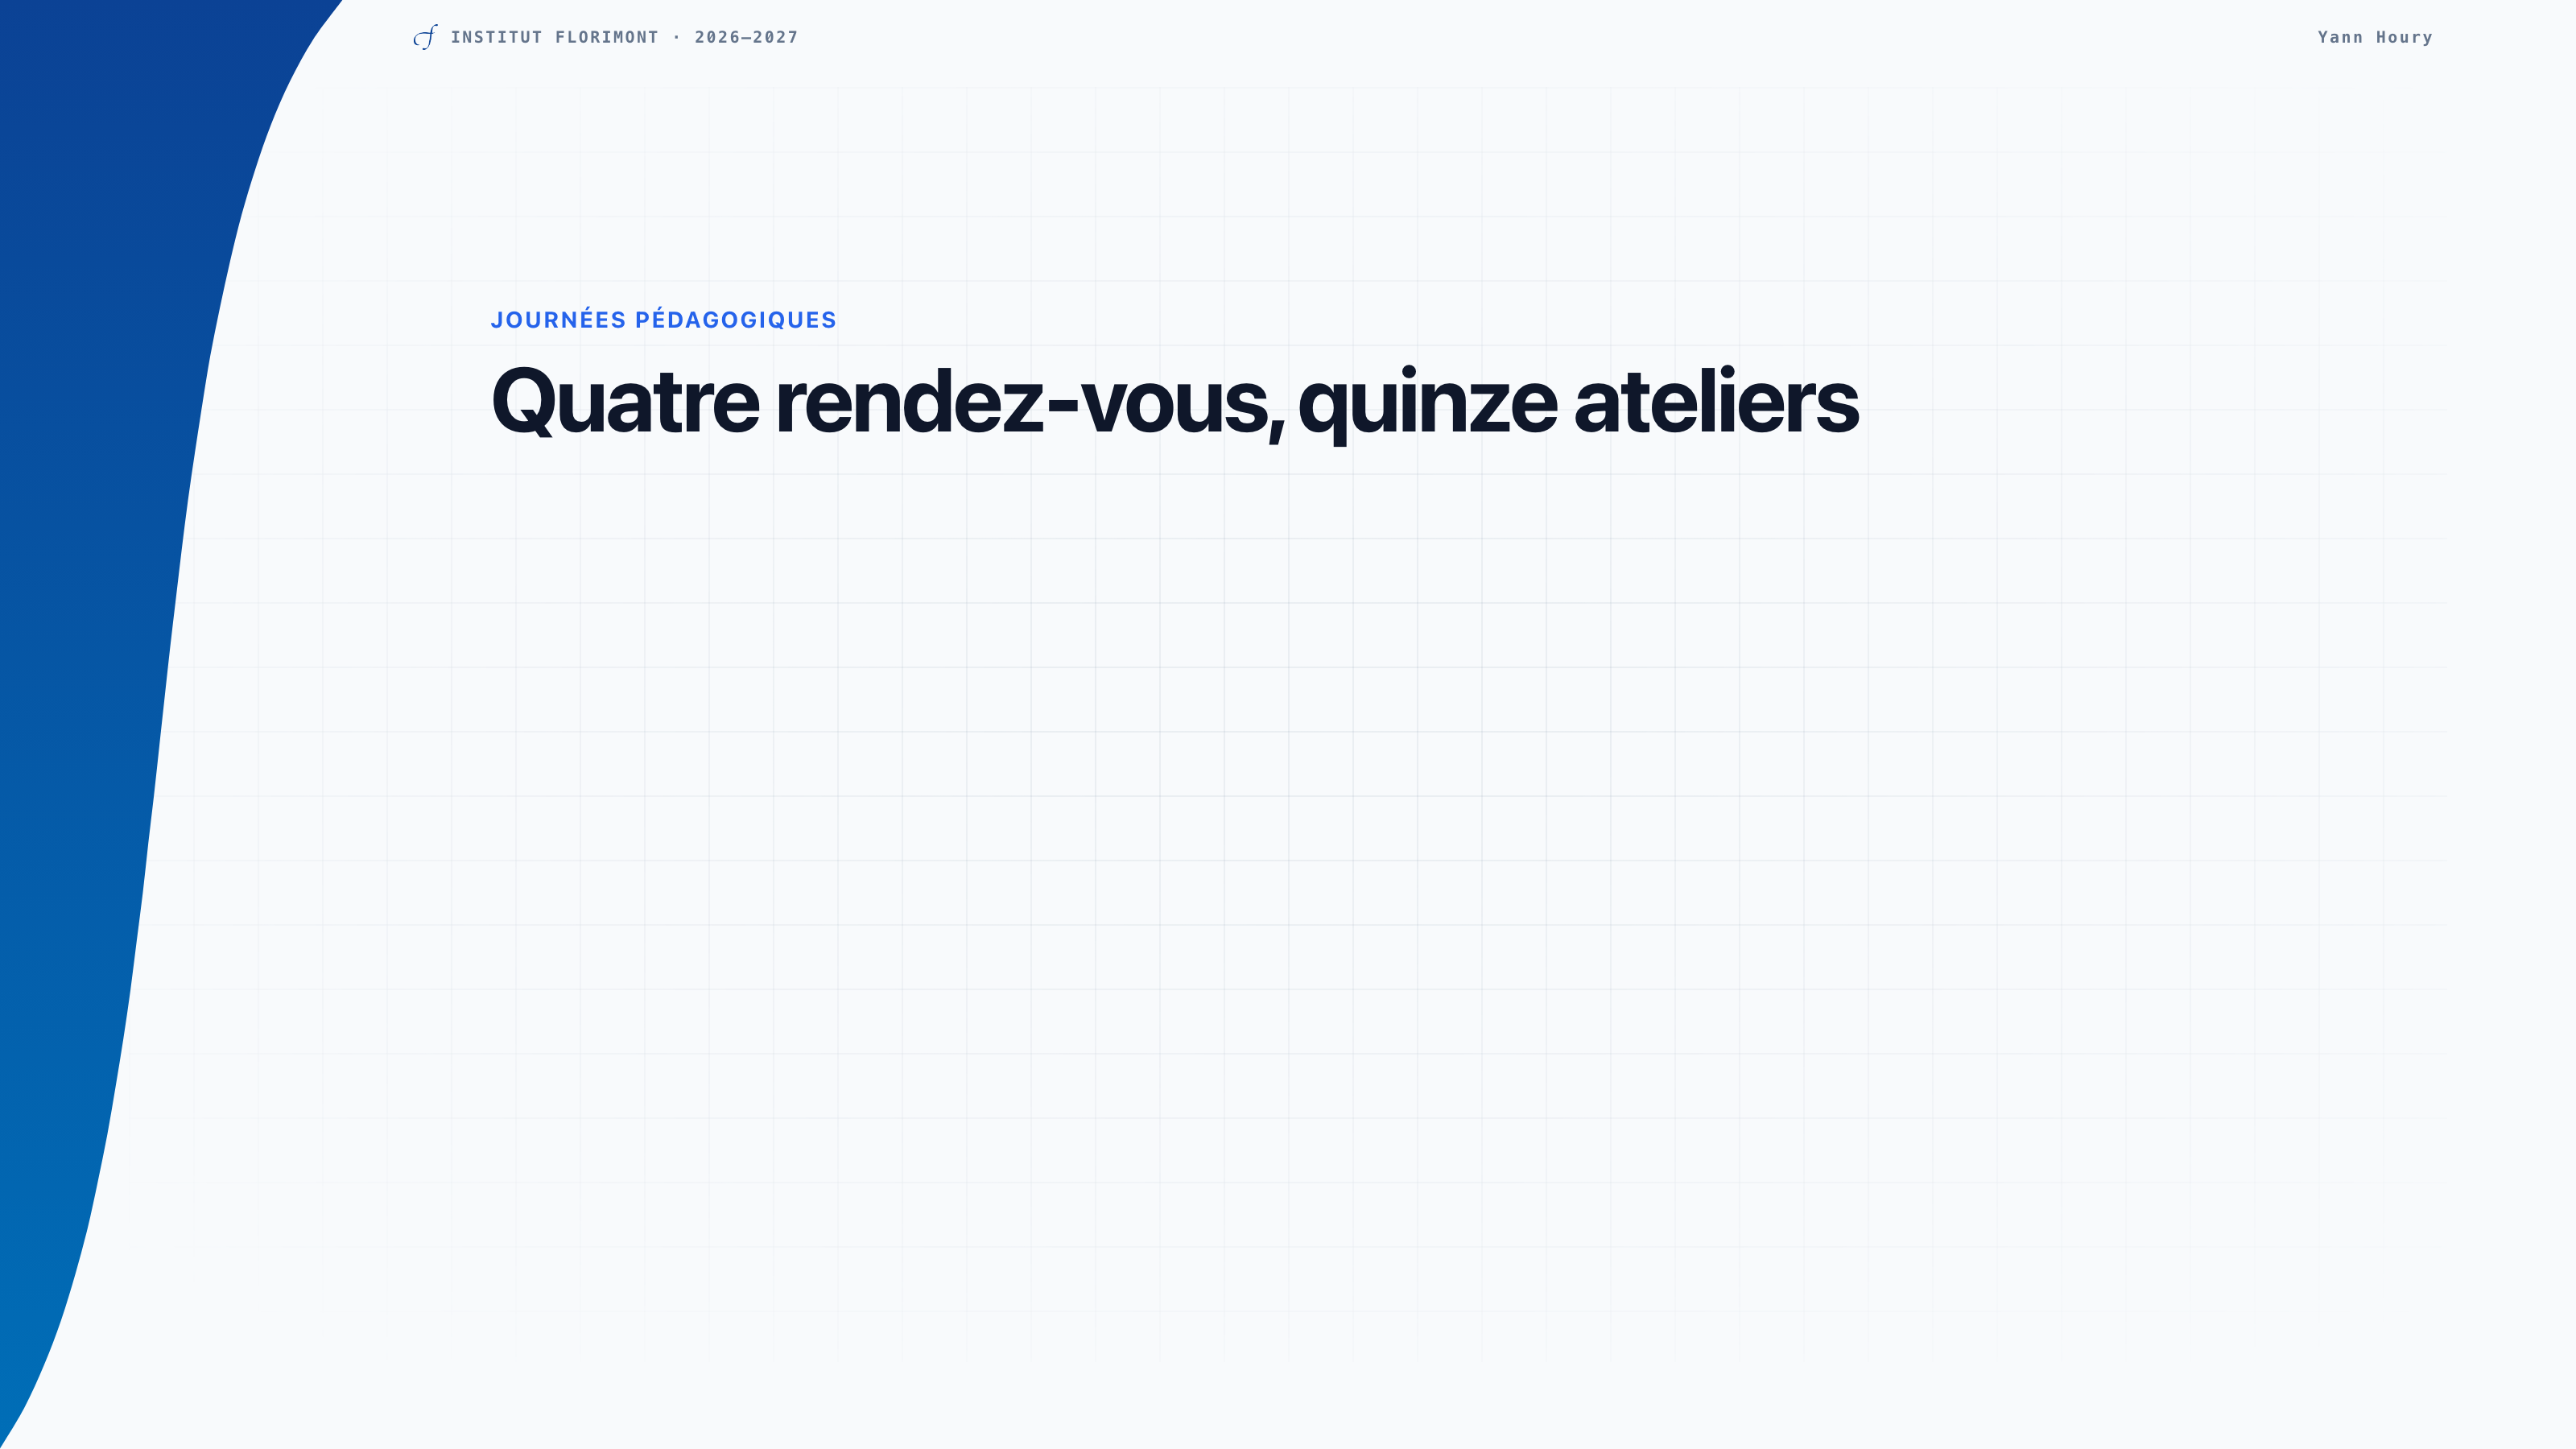 INSTITUT FLORIMONT · 2026–2027
Yann Houry
JOURNÉES PÉDAGOGIQUES
Quatre rendez-vous, quinze ateliers